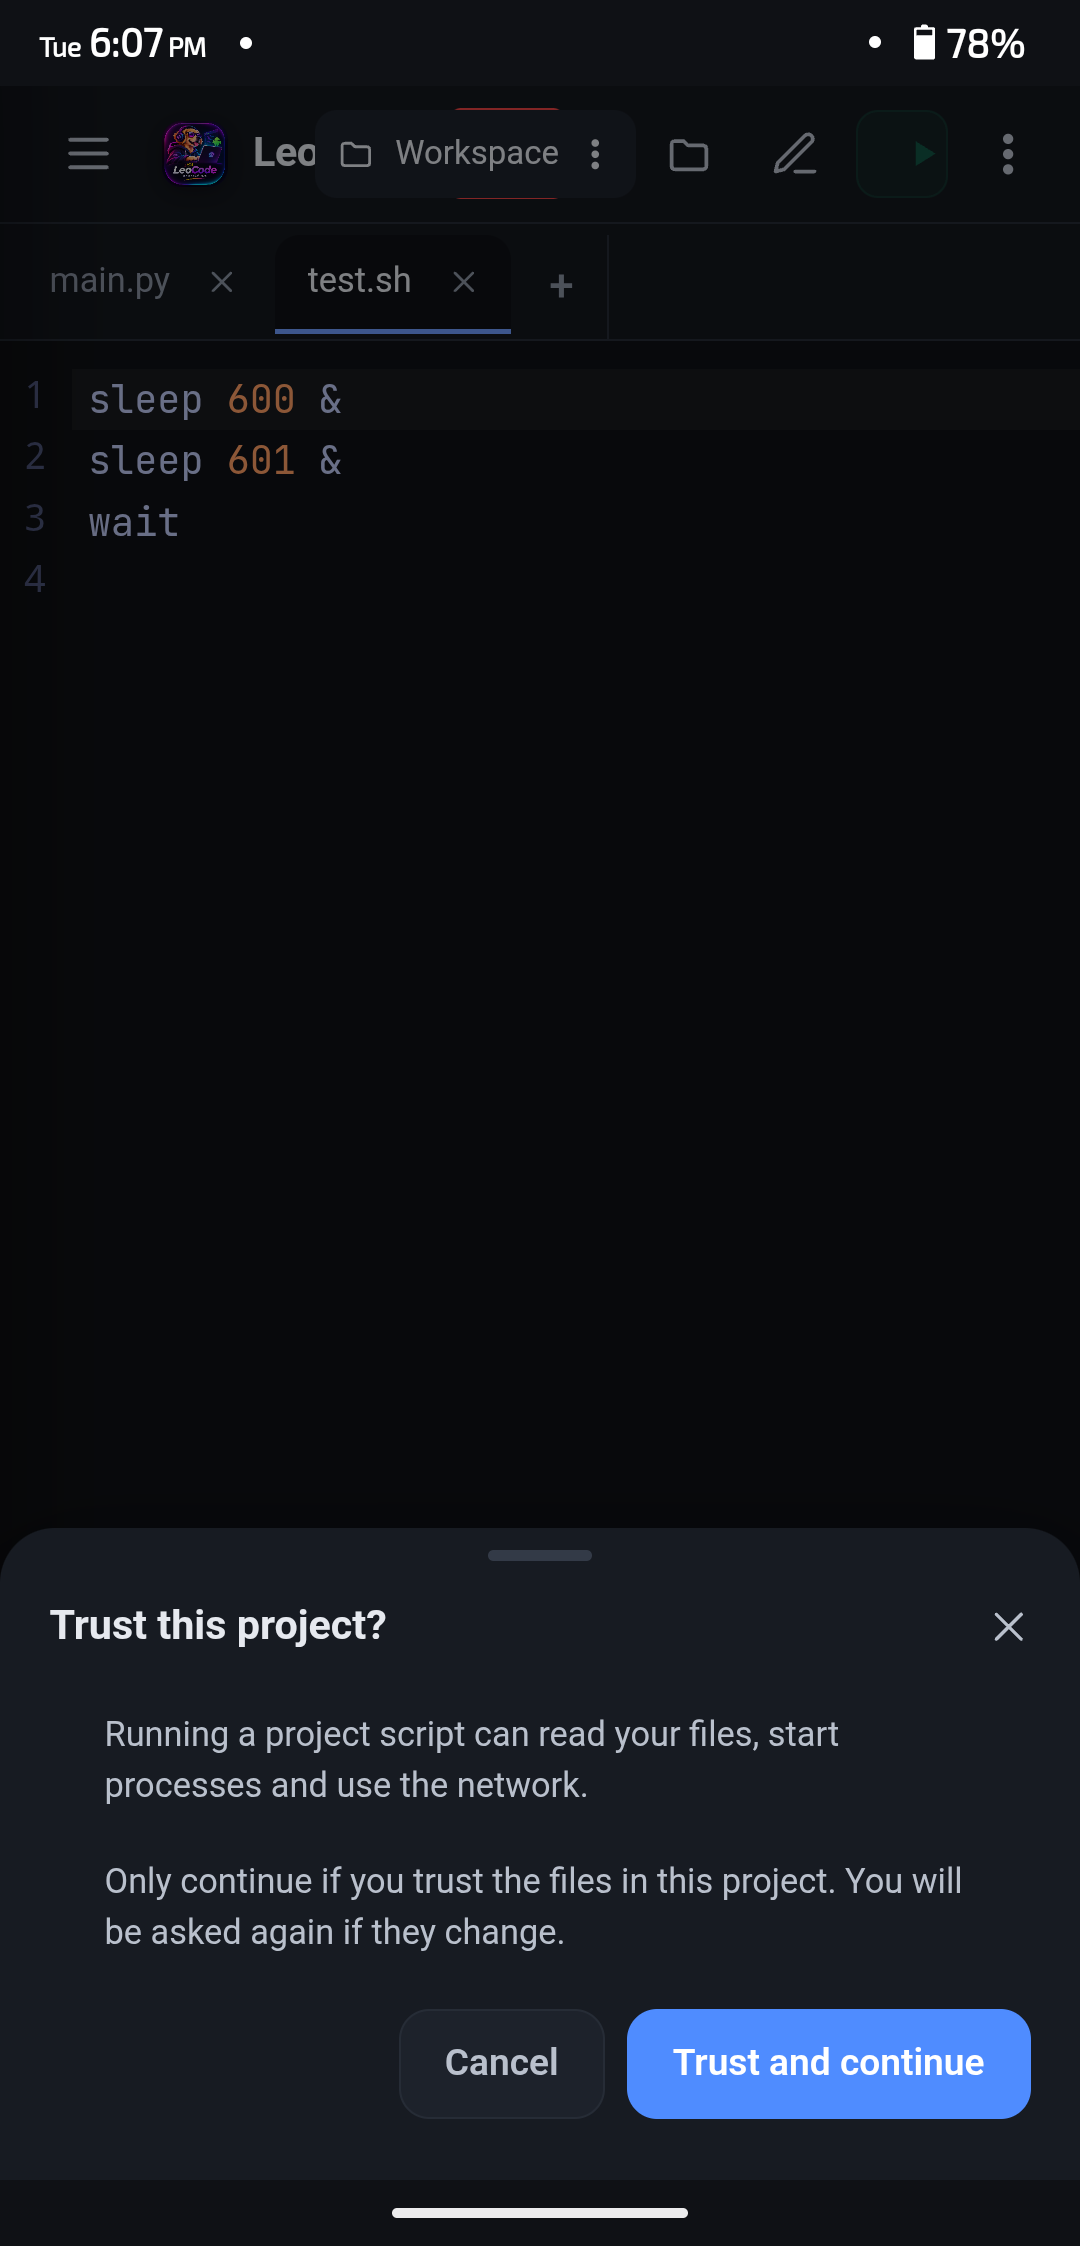 Tue 6:07 PM 78%
LeoCode
Leo Workspace
main.py test.sh +
1 sleep 600 &
2 sleep 601 &
3 wait
4
Trust this project?
Running a project script can read your files, start
processes and use the network.
Only continue if you trust the files in this project. You will
be asked again if they change.
Cancel Trust and continue